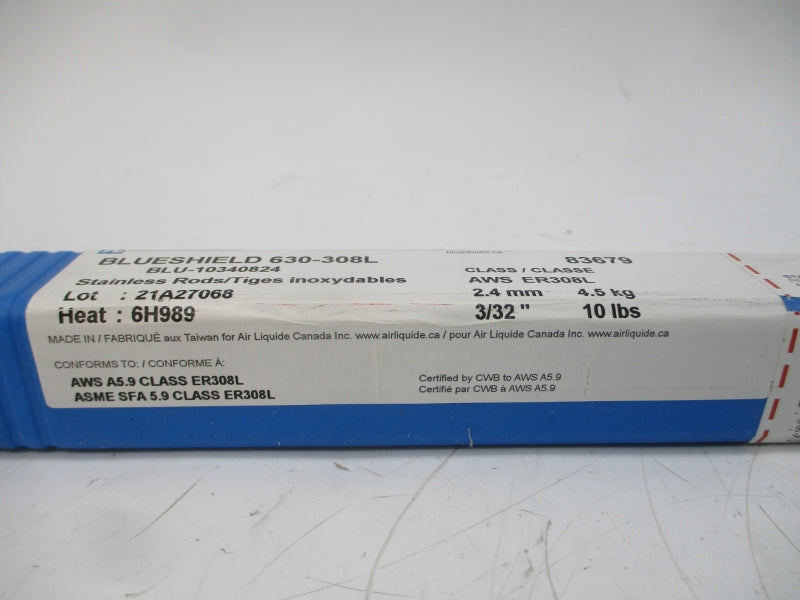 BLUESHIELD 630-308L
83679
BLU-10340824
CLASS / CLASSE
Stainless Rods/Tiges inoxydables
AWS ER308L
Lot : 21A27068
2.4 mm 4.5 kg
Heat : 6H989
3/32" 10 lbs
MADE IN / FABRIQUÉ aux Taiwan for Air Liquide Canada Inc. www.airliquide.ca / pour Air Liquide Canada Inc. www.airliquide.ca
CONFORMS TO: / CONFORME À:
AWS A5.9 CLASS ER308L
Certified by CWB to AWS A5.9
ASME SFA 5.9 CLASS ER308L
Certifié par CWB à AWS A5.9